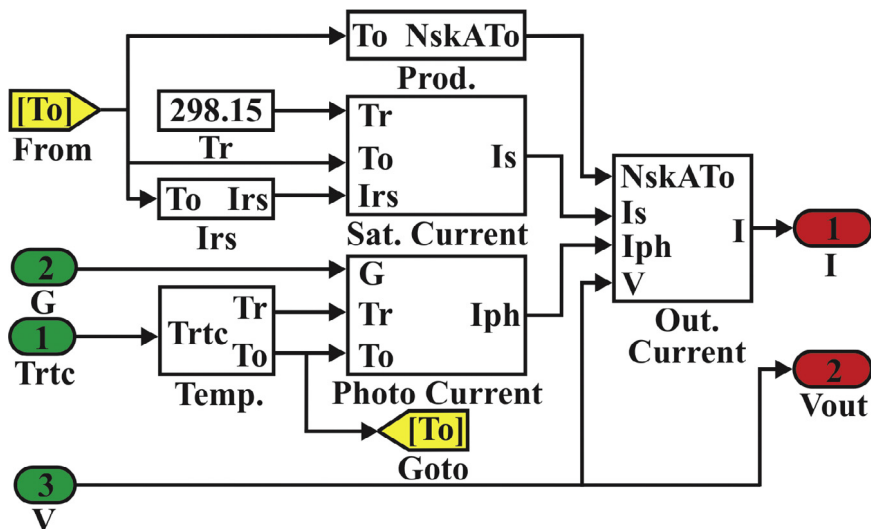 To NskATo
Prod.
[To]
From
298.15
Tr
Tr
To
Irs
Is
Sat. Current
To Irs
Irs
NskATo
Is
Iph
V
I
Out.
Current
1
I
2
G
1
Trtc
Trtc
Tr
To
Temp.
G
Tr
To
Iph
Photo Current
[To]
Goto
2
Vout
3
V